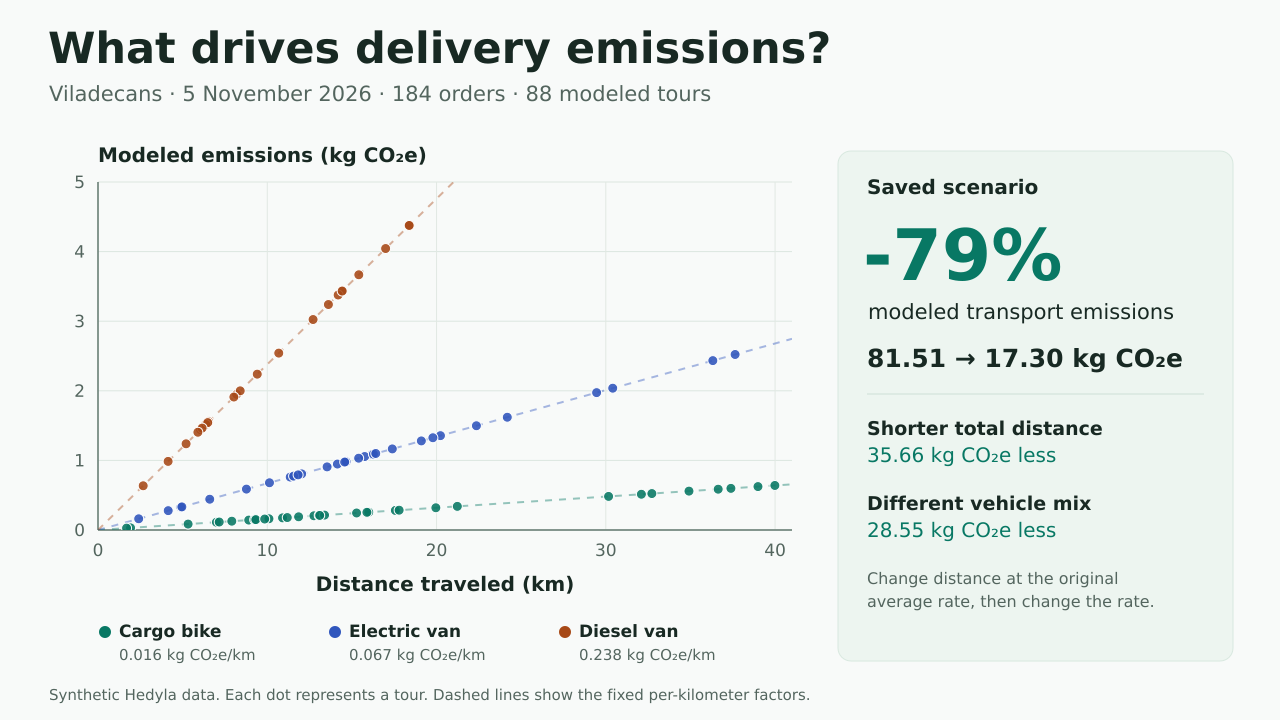 What drives delivery emissions?
Viladecans · 5 November 2026 · 184 orders · 88 modeled tours
Modeled emissions (kg CO₂e)
5
4
3
2
1
0
0 10 20 30 40
Distance traveled (km)
Cargo bike
0.016 kg CO₂e/km
Electric van
0.067 kg CO₂e/km
Diesel van
0.238 kg CO₂e/km
Saved scenario
-79%
modeled transport emissions
81.51 → 17.30 kg CO₂e
Shorter total distance
35.66 kg CO₂e less
Different vehicle mix
28.55 kg CO₂e less
Change distance at the original
average rate, then change the rate.
Synthetic Hedyla data. Each dot represents a tour. Dashed lines show the fixed per-kilometer factors.